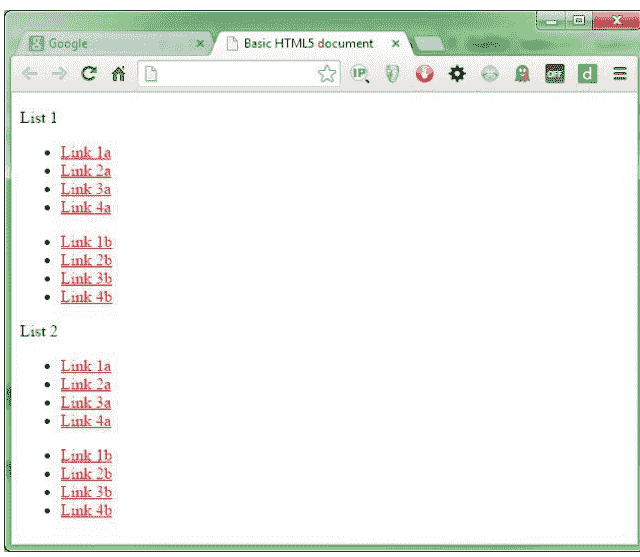 Google
Basic HTML5 document
IP
Off
d
List 1
Link 1a
Link 2a
Link 3a
Link 4a
Link 1b
Link 2b
Link 3b
Link 4b
List 2
Link 1a
Link 2a
Link 3a
Link 4a
Link 1b
Link 2b
Link 3b
Link 4b